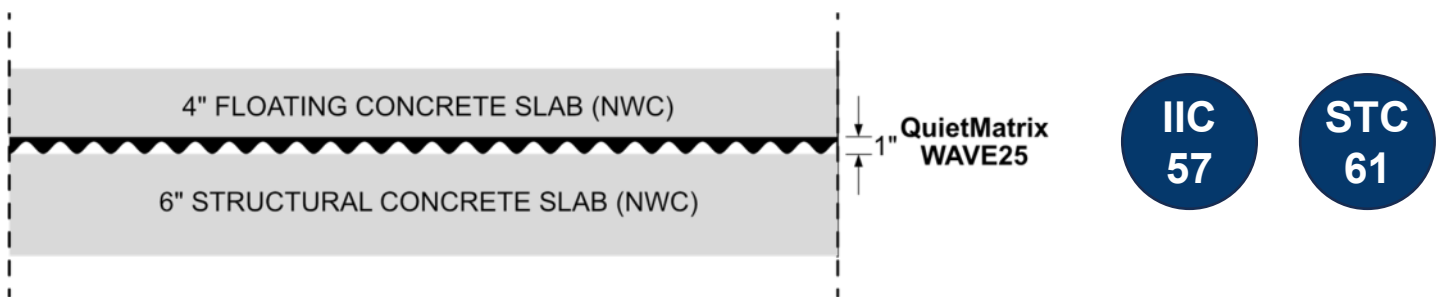 4" FLOATING CONCRETE SLAB (NWC)
1"
QuietMatrix
WAVE25
6" STRUCTURAL CONCRETE SLAB (NWC)
IIC
57
STC
61